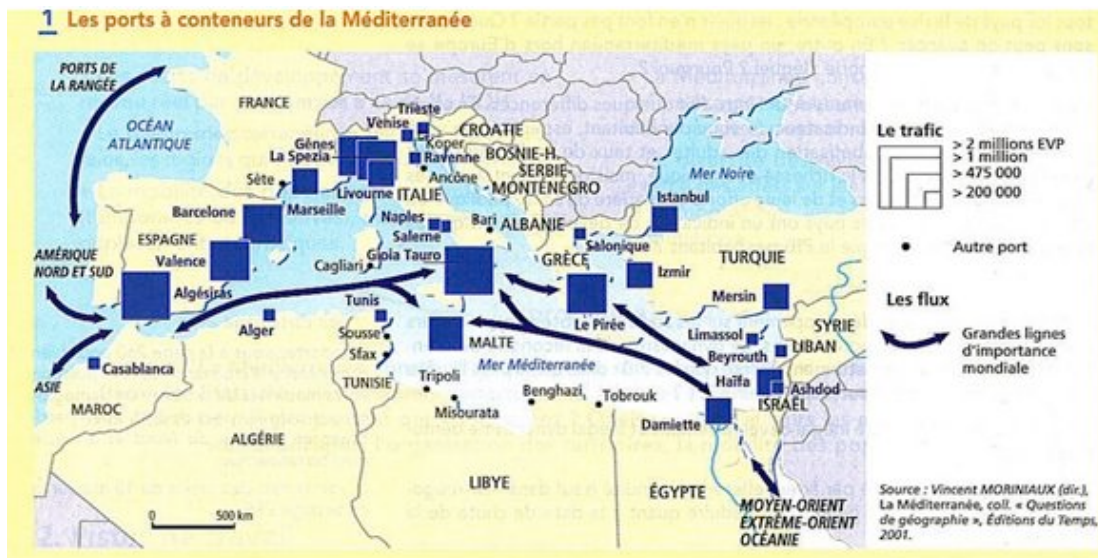 1 Les ports à conteneurs de la Méditerranée
PORTS DE
LA RANGÉE
OCÉAN
ATLANTIQUE
FRANCE
Trieste
Venise
CROATIE
Koper
Gênes
La Spezia
Ravenne
BOSNIE-H.
SERBIE
MONTÉNÉGRO
Ancône
Sète
Livourne
ITALIE
Mer Noire
Istanbul
Barcelone
Marseille
Naples
Bari
ALBANIE
Salerne
Salonique
ESPAGNE
Valence
Cagliari
Gioia Tauro
GRÈCE
TURQUIE
Izmir
AMÉRIQUE
NORD ET SUD
Algésiras
Mersin
Tunis
Alger
Le Pirée
SYRIE
Limassol
Sousse
MALTE
Beyrouth
LIBAN
Sfax
Mer Méditerranée
Casablanca
Haïfa
Ashdod
ASIE
TUNISIE
Tripoli
Benghazi
Tobrouk
ISRAËL
Misourata
Damiette
MAROC
ALGÉRIE
LIBYE
ÉGYPTE
MOYEN-ORIENT
EXTRÊME-ORIENT
OCÉANIE
0 500 km
Le trafic
> 2 millions EVP
> 1 million
> 475 000
> 200 000
Autre port
Les flux
Grandes lignes
d'importance
mondiale
Source : Vincent MORINIAUX (dir.),
La Méditerranée, coll. « Questions
de géographie », Éditions du Temps,
2001.